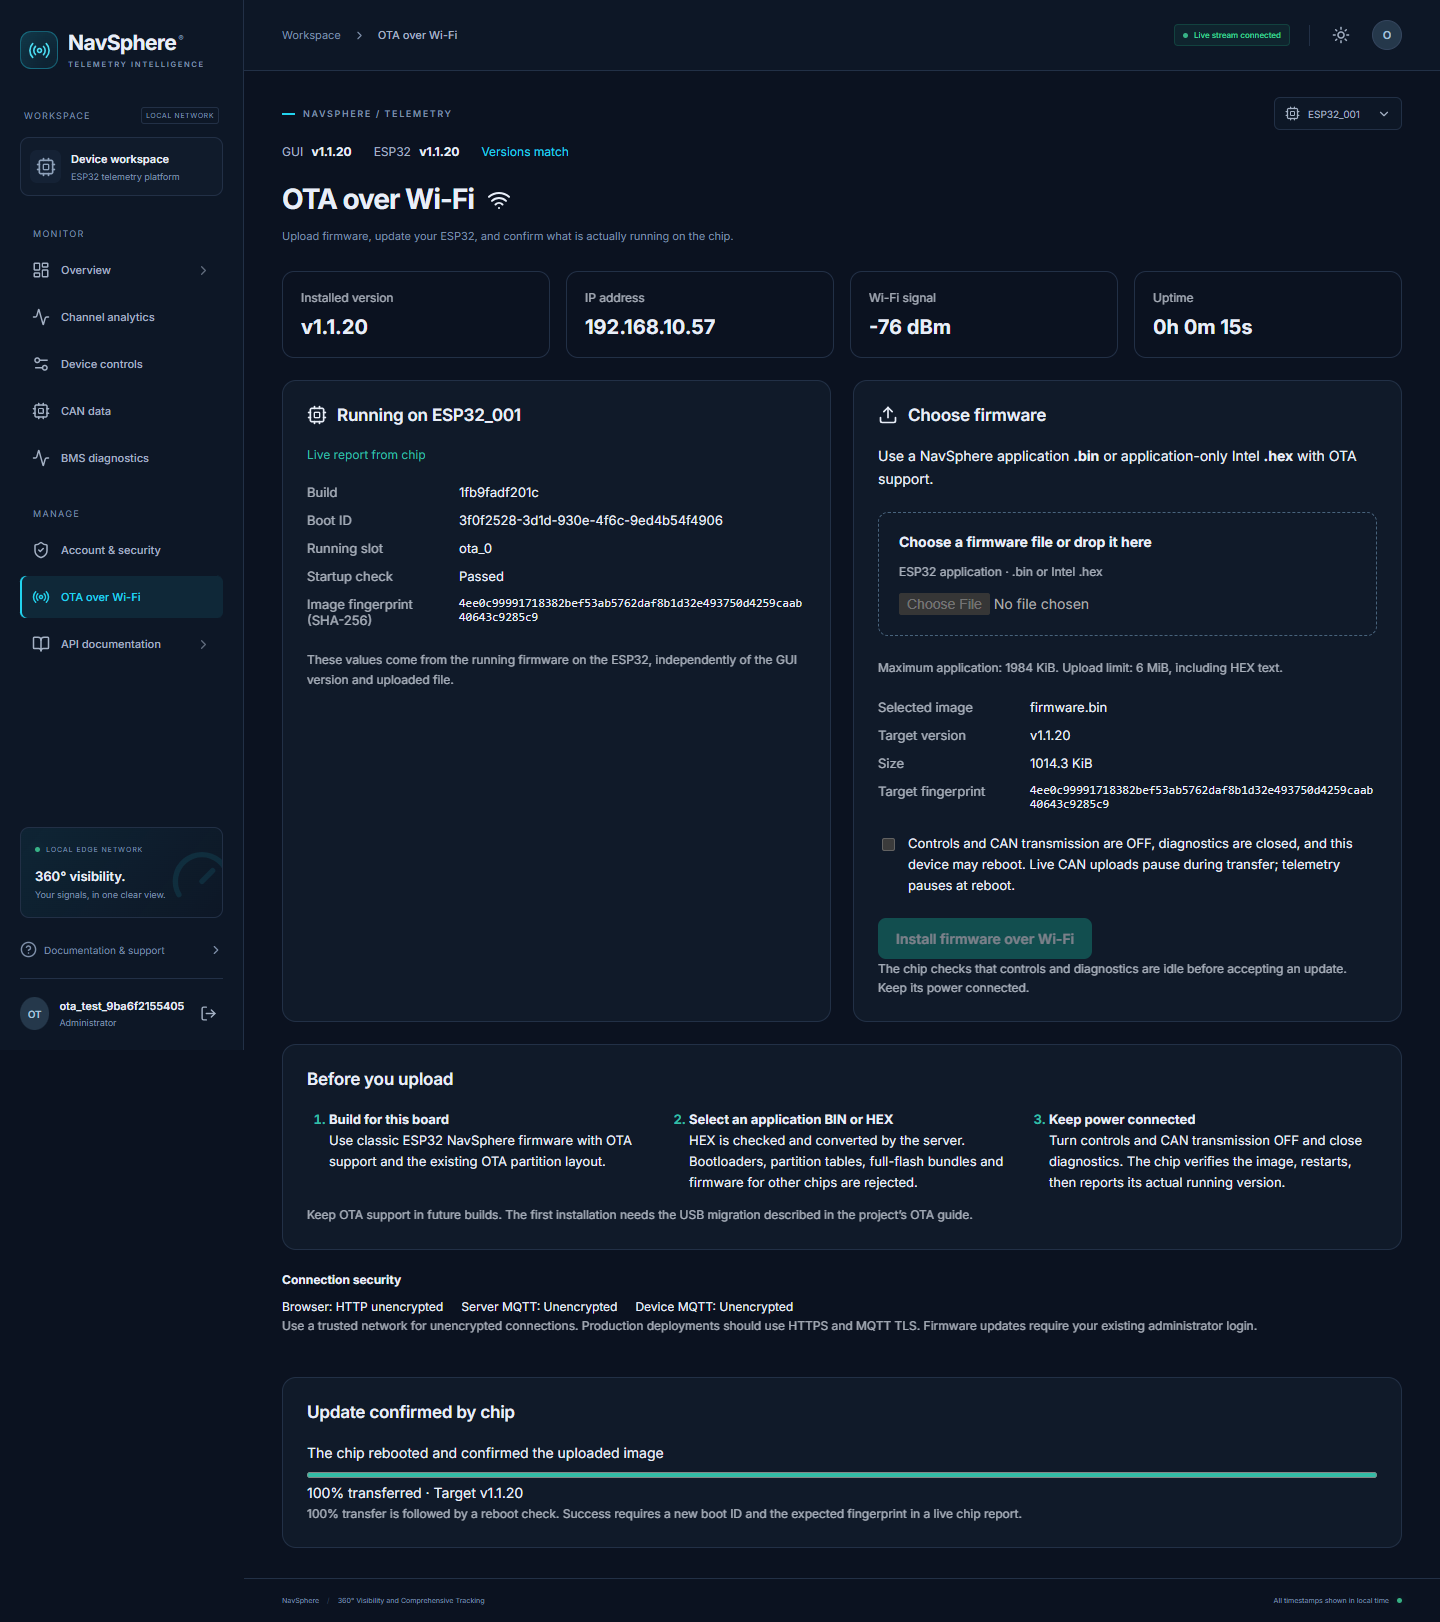 NavSphere®
TELEMETRY INTELLIGENCE
WORKSPACE
LOCAL NETWORK
Device workspace
ESP32 telemetry platform
MONITOR
Overview
Channel analytics
Device controls
CAN data
BMS diagnostics
MANAGE
Account & security
OTA over Wi-Fi
API documentation
LOCAL EDGE NETWORK
360° visibility.
Your signals, in one clear view.
Documentation & support
OT
ota_test_9ba6f2155405
Administrator
Workspace
OTA over Wi-Fi
Live stream connected
O
NAVSPHERE / TELEMETRY
ESP32_001
GUI v1.1.20 ESP32 v1.1.20 Versions match
OTA over Wi-Fi
Upload firmware, update your ESP32, and confirm what is actually running on the chip.
Installed version
v1.1.20
IP address
192.168.10.57
Wi-Fi signal
-76 dBm
Uptime
0h 0m 15s
Running on ESP32_001
Live report from chip
Build 1fb9fadf201c
Boot ID 3f0f2528-3d1d-930e-4f6c-9ed4b54f4906
Running slot ota_0
Startup check Passed
Image fingerprint (SHA-256)
4ee0c99991718382bef53ab5762daf8b1d32e493750d4259caab
40643c9285c9
These values come from the running firmware on the ESP32, independently of the GUI
version and uploaded file.
Choose firmware
Use a NavSphere application .bin or application-only Intel .hex with OTA
support.
Choose a firmware file or drop it here
ESP32 application · .bin or Intel .hex
Choose File No file chosen
Maximum application: 1984 KiB. Upload limit: 6 MiB, including HEX text.
Selected image firmware.bin
Target version v1.1.20
Size 1014.3 KiB
Target fingerprint 4ee0c99991718382bef53ab5762daf8b1d32e493750d4259caab
40643c9285c9
Controls and CAN transmission are OFF, diagnostics are closed, and this
device may reboot. Live CAN uploads pause during transfer; telemetry
pauses at reboot.
Install firmware over Wi-Fi
The chip checks that controls and diagnostics are idle before accepting an update.
Keep its power connected.
Before you upload
1. Build for this board
Use classic ESP32 NavSphere firmware with OTA
support and the existing OTA partition layout.
2. Select an application BIN or HEX
HEX is checked and converted by the server.
Bootloaders, partition tables, full-flash bundles and
firmware for other chips are rejected.
3. Keep power connected
Turn controls and CAN transmission OFF and close
diagnostics. The chip verifies the image, restarts,
then reports its actual running version.
Keep OTA support in future builds. The first installation needs the USB migration described in the project's OTA guide.
Connection security
Browser: HTTP unencrypted Server MQTT: Unencrypted Device MQTT: Unencrypted
Use a trusted network for unencrypted connections. Production deployments should use HTTPS and MQTT TLS. Firmware updates require your existing administrator login.
Update confirmed by chip
The chip rebooted and confirmed the uploaded image
100% transferred · Target v1.1.20
100% transfer is followed by a reboot check. Success requires a new boot ID and the expected fingerprint in a live chip report.
NavSphere / 360° Visibility and Comprehensive Tracking
All timestamps shown in local time